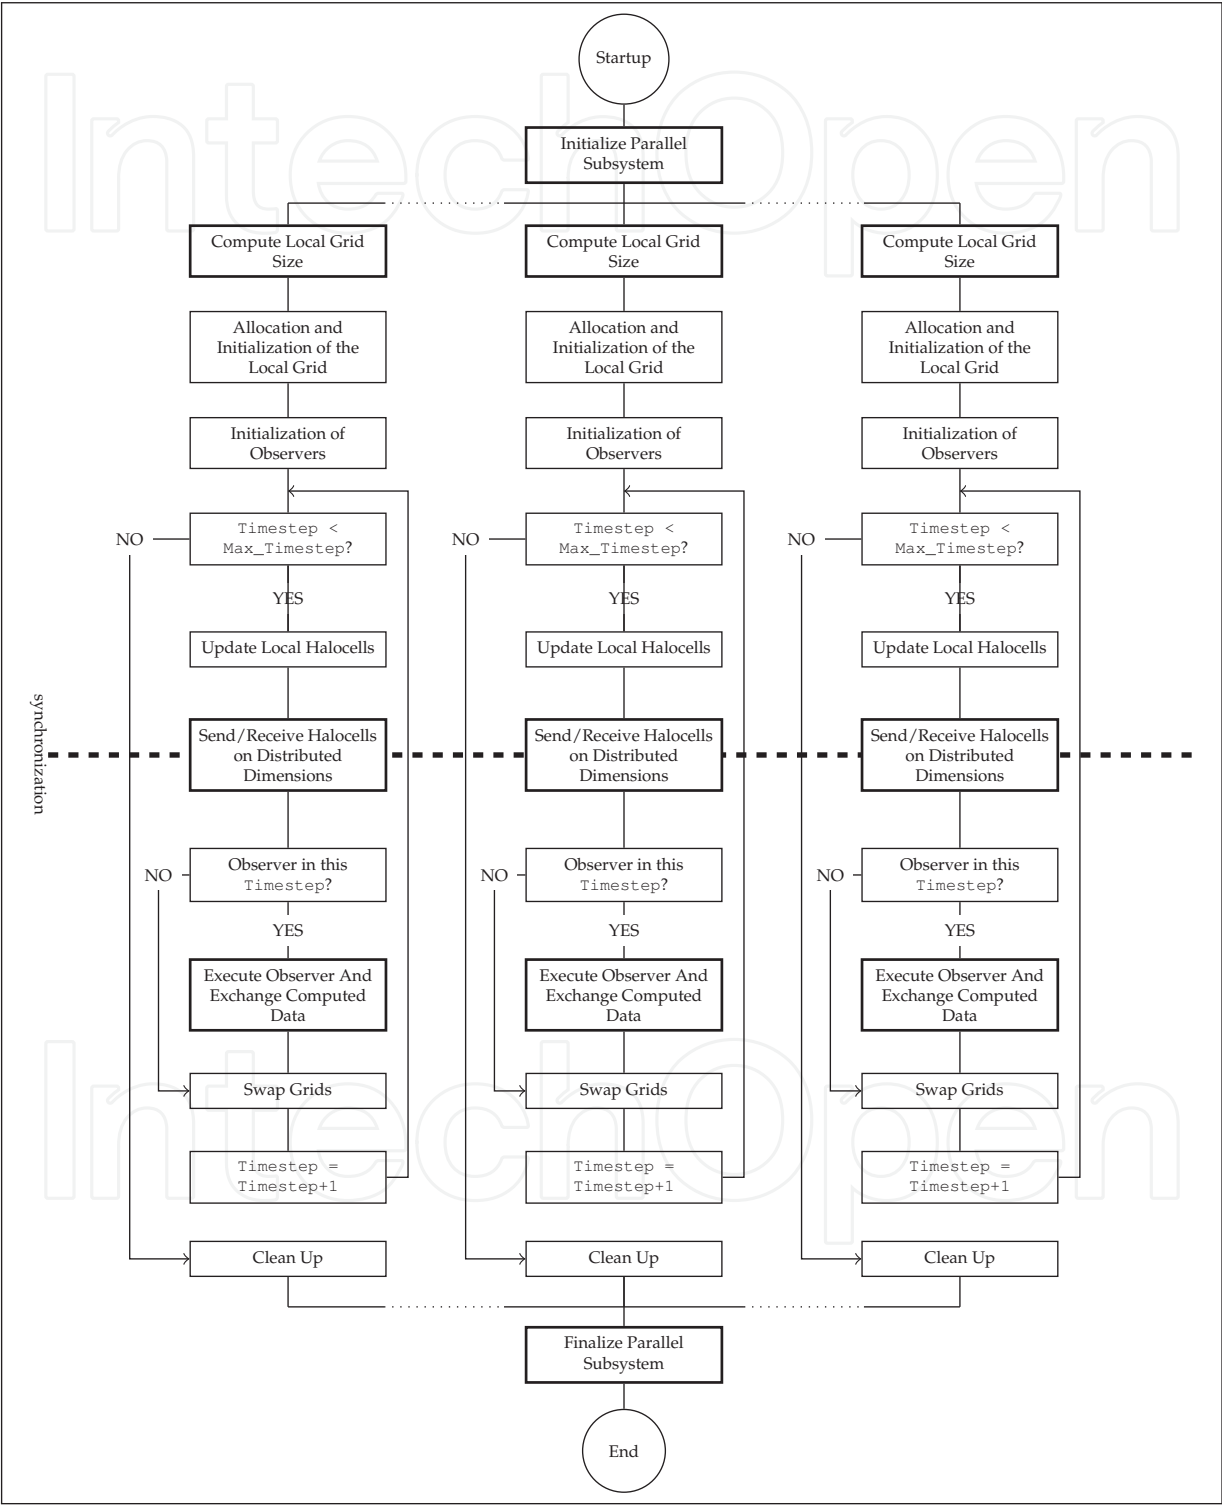 Startup
Initialize Parallel
Subsystem
Compute Local Grid
Size
Compute Local Grid
Size
Compute Local Grid
Size
Allocation and
Initialization of the
Local Grid
Allocation and
Initialization of the
Local Grid
Allocation and
Initialization of the
Local Grid
Initialization of
Observers
Initialization of
Observers
Initialization of
Observers
NO
Timestep <
Max_Timestep?
NO
Timestep <
Max_Timestep?
NO
Timestep <
Max_Timestep?
YES
YES
YES
Update Local Halocells
Update Local Halocells
Update Local Halocells
synchronization
Send/Receive Halocells
on Distributed
Dimensions
Send/Receive Halocells
on Distributed
Dimensions
Send/Receive Halocells
on Distributed
Dimensions
NO
Observer in this
Timestep?
NO
Observer in this
Timestep?
NO
Observer in this
Timestep?
YES
YES
YES
Execute Observer And
Exchange Computed
Data
Execute Observer And
Exchange Computed
Data
Execute Observer And
Exchange Computed
Data
Swap Grids
Swap Grids
Swap Grids
Timestep =
Timestep+1
Timestep =
Timestep+1
Timestep =
Timestep+1
Clean Up
Clean Up
Clean Up
Finalize Parallel
Subsystem
End
IntechOpen
IntechOpen